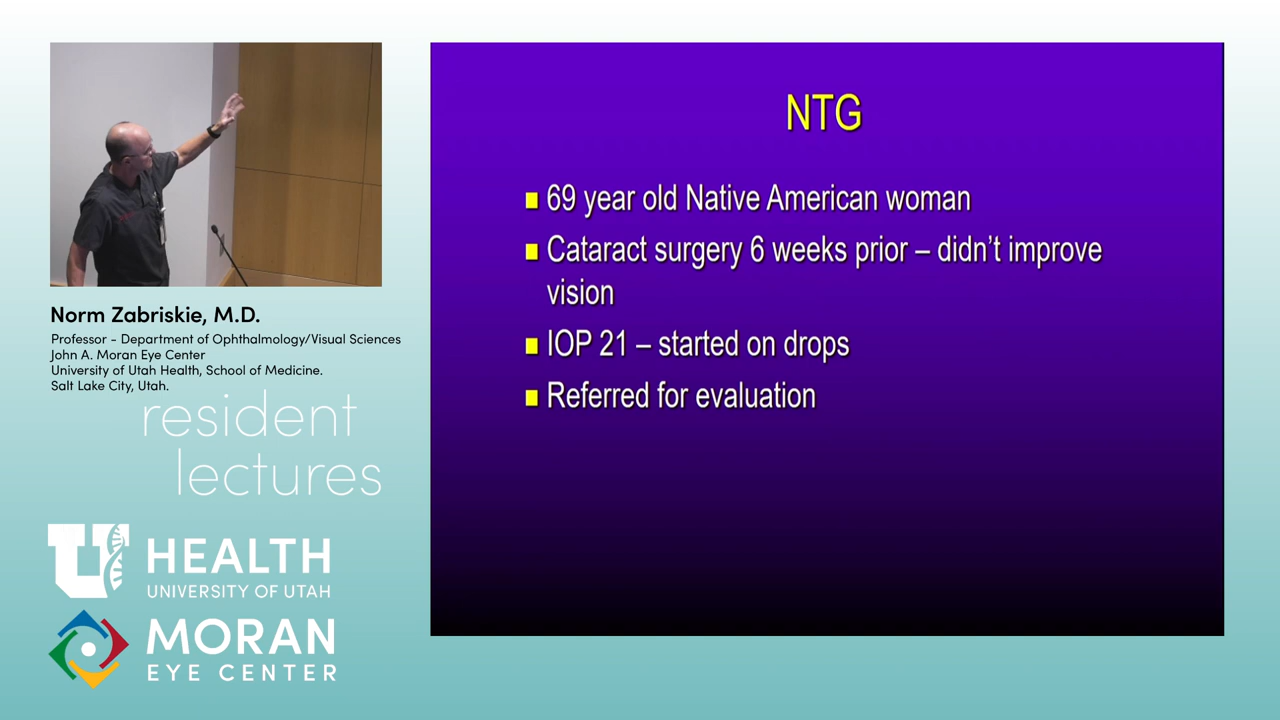 NTG
69 year old Native American woman
Cataract surgery 6 weeks prior – didn't improve
vision
IOP 21 – started on drops
Referred for evaluation
Norm Zabriskie, M.D.
Professor - Department of Ophthalmology/Visual Sciences
John A. Moran Eye Center
University of Utah Health, School of Medicine.
Salt Lake City, Utah.
resident
lectures
U HEALTH
UNIVERSITY OF UTAH
MORAN
EYE CENTER